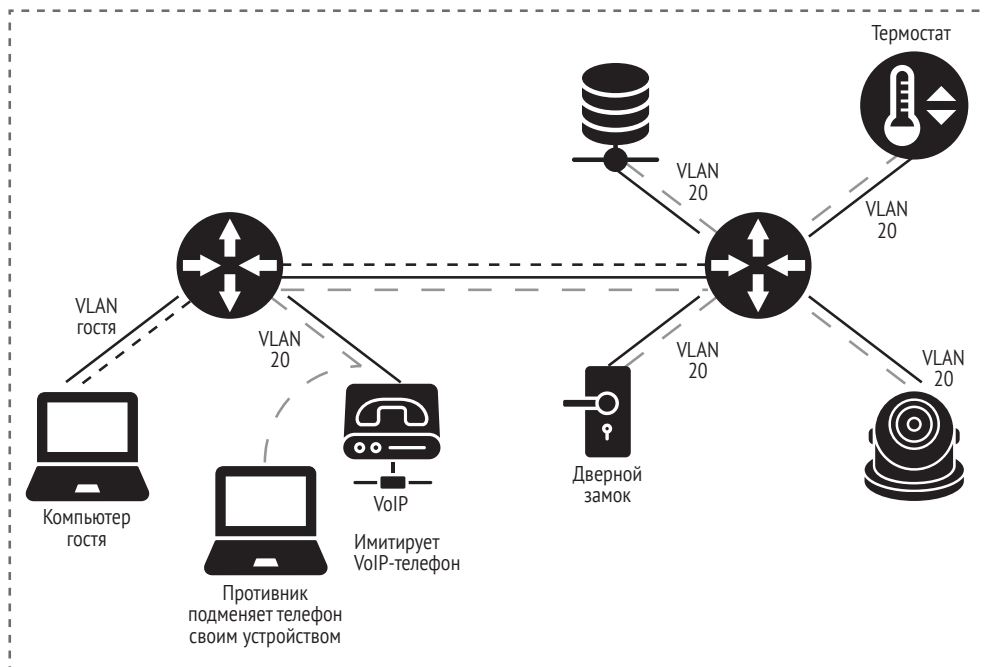 Термостат
VLAN
20
VLAN
20
VLAN
гостя
VLAN
20
VLAN
20
VLAN
20
Компьютер
гостя
VoIP
Имитирует
VoIP-телефон
Дверной
замок
Противник
подменяет телефон
своим устройством